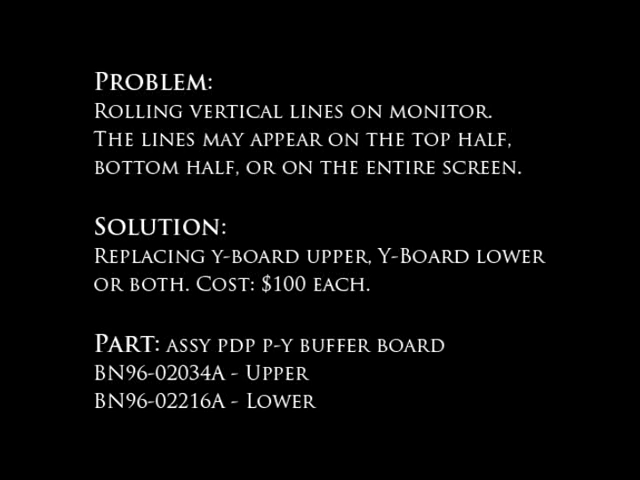 Problem:
Rolling vertical lines on monitor.
The lines may appear on the top half,
bottom half, or on the entire screen.
Solution:
Replacing y-board upper, Y-Board lower
or both. Cost: $100 each.
Part: assy pdp p-y buffer board
BN96-02034A - Upper
BN96-02216A - Lower